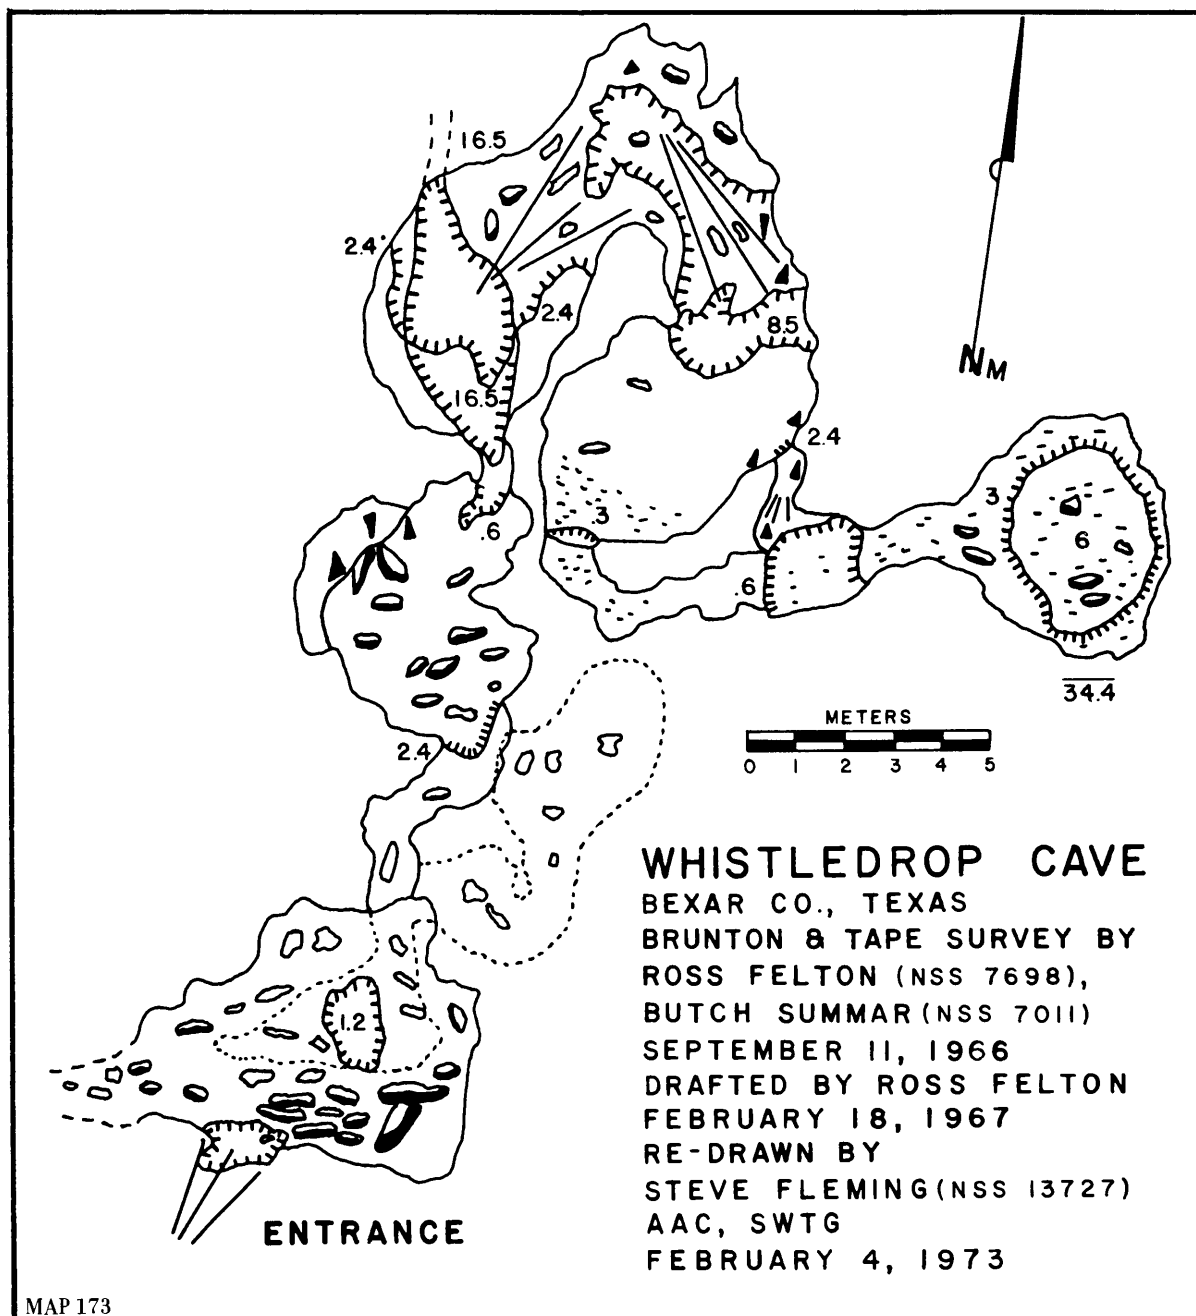 16.5
2.4
2.4
8.5
16.5
2.4
NM
.6
.3
3
6
.6
34.4
2.4
METERS
0 1 2 3 4 5
WHISTLEDROP CAVE
BEXAR CO., TEXAS
BRUNTON & TAPE SURVEY BY
ROSS FELTON (NSS 7698),
BUTCH SUMMAR (NSS 7011)
SEPTEMBER 11, 1966
DRAFTED BY ROSS FELTON
FEBRUARY 18, 1967
RE-DRAWN BY
STEVE FLEMING (NSS 13727)
AAC, SWTG
FEBRUARY 4, 1973
1.2
ENTRANCE
MAP 173